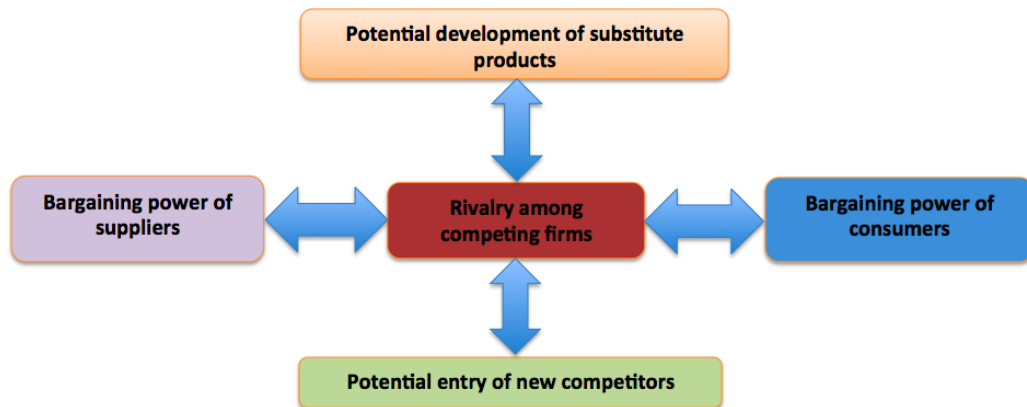 Potential development of substitute
products
Bargaining power of
suppliers
Rivalry among
competing firms
Bargaining power of
consumers
Potential entry of new competitors